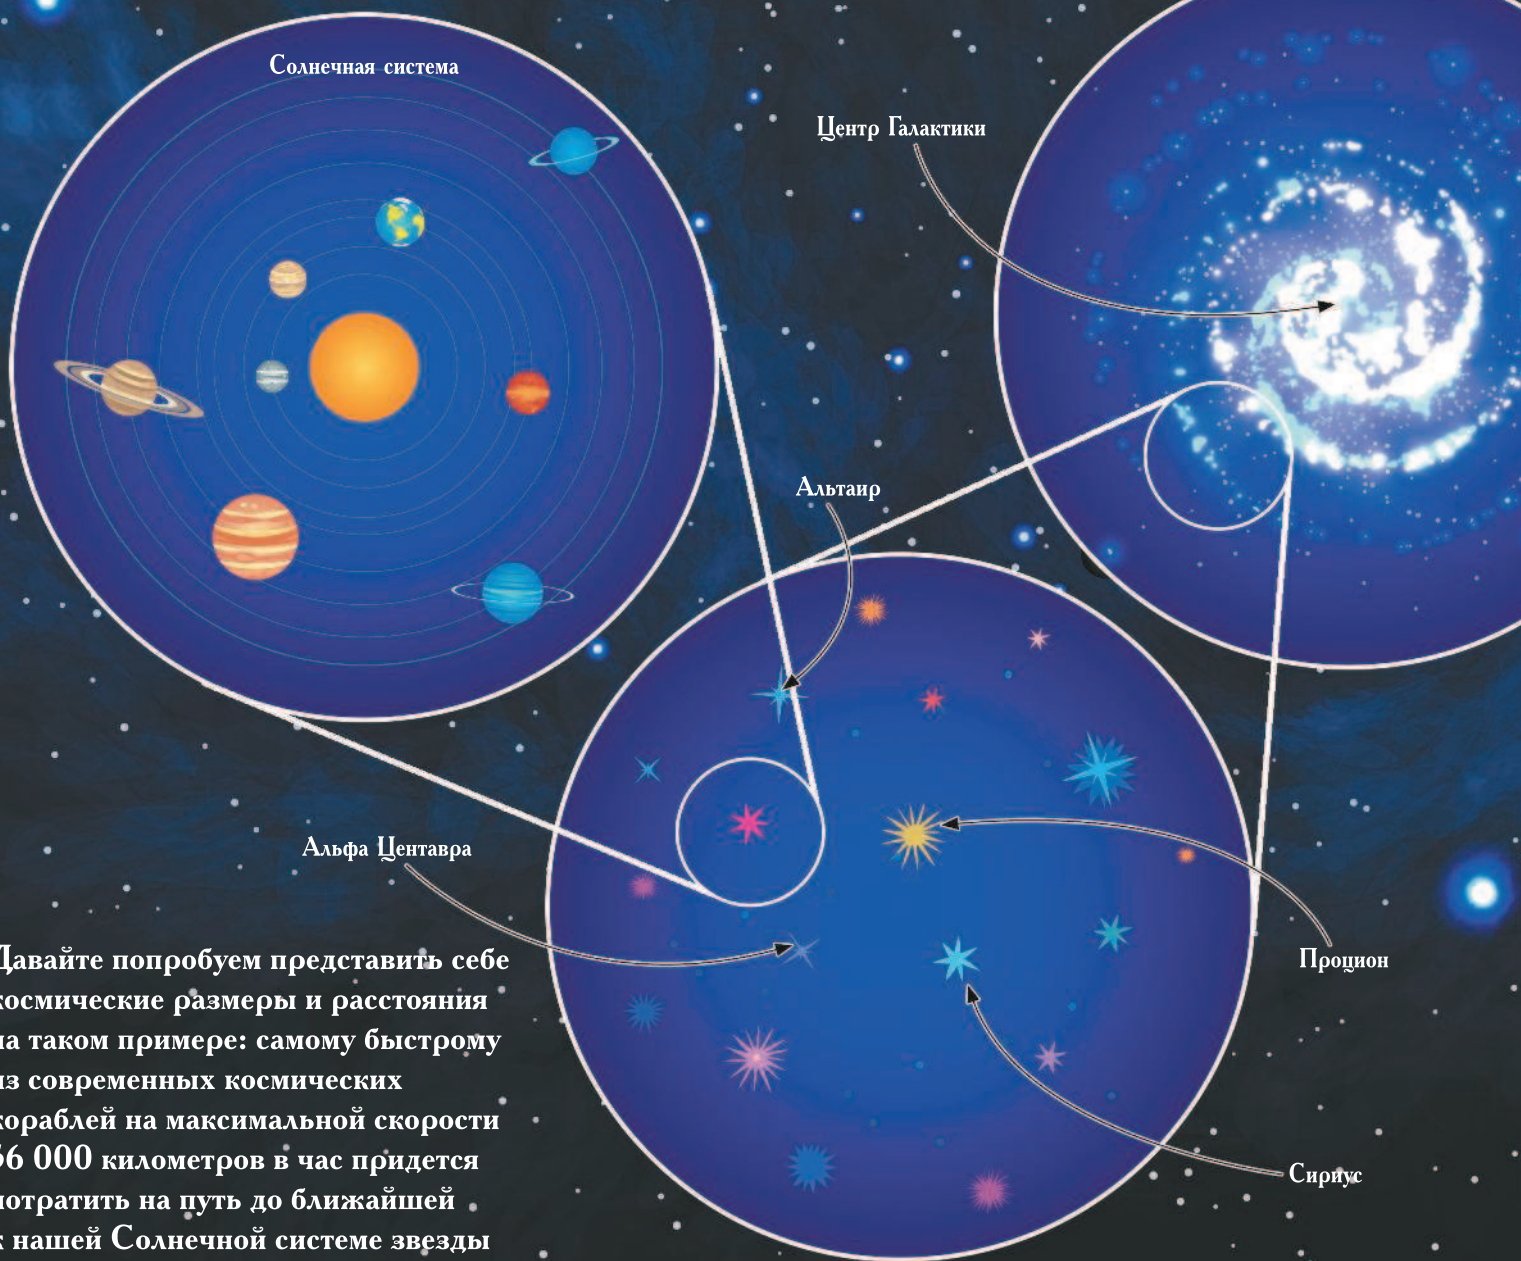 Солнечная система
Центр Галактики
Альтаир
Альфа Центавра
Процион
Сириус
Давайте попробуем представить себе
космические размеры и расстояния
на таком примере: самому быстрому
из современных космических
кораблей на максимальной скорости
000 километров в час придется
потратить на путь до ближайшей
к нашей Солнечной системе звезды